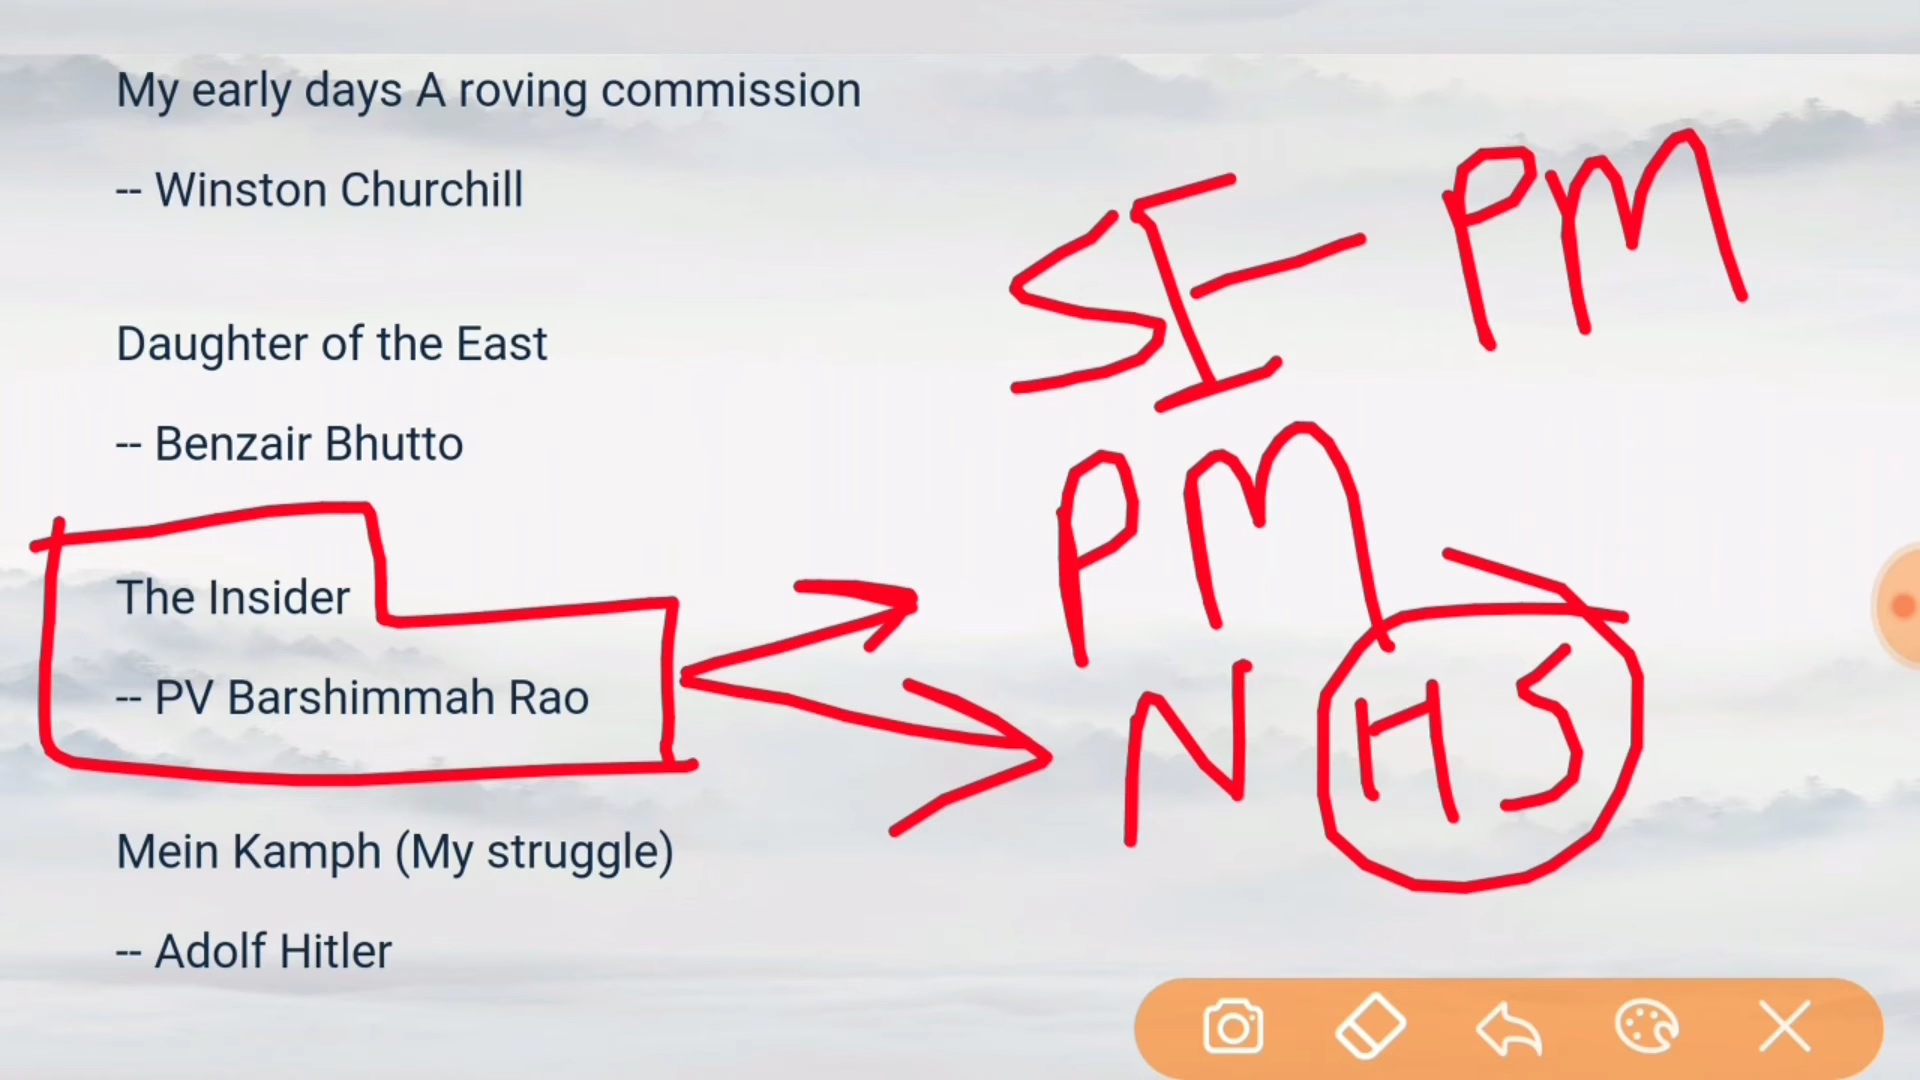 My early days A roving commission
-- Winston Churchill
SI - PM
Daughter of the East
-- Benzair Bhutto
PM
The Insider
-- PV Barshimmah Rao
N HS
Mein Kamph (My struggle)
-- Adolf Hitler